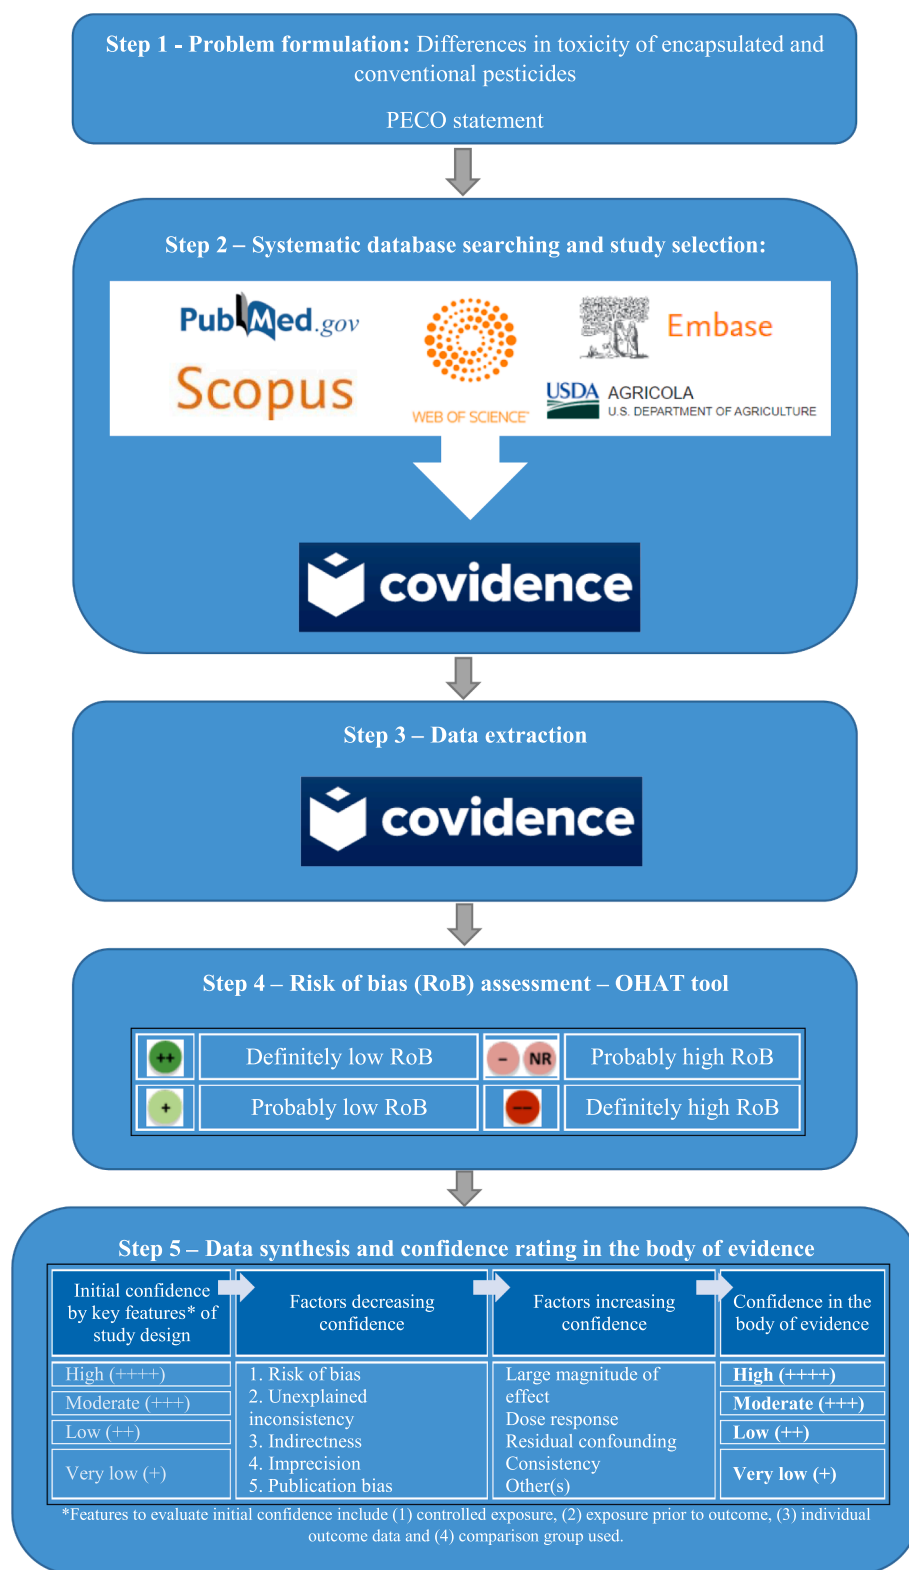 Step 1 - Problem formulation: Differences in toxicity of encapsulated and
conventional pesticides
PECO statement
Step 2 – Systematic database searching and study selection:
PubMed.gov
Scopus
WEB OF SCIENCE™
Embase
USDA AGRICOLA
U.S. DEPARTMENT OF AGRICULTURE
covidence
Step 3 – Data extraction
covidence
Step 4 – Risk of bias (RoB) assessment – OHAT tool
++ Definitely low RoB
− NR Probably high RoB
+ Probably low RoB
−− Definitely high RoB
Step 5 – Data synthesis and confidence rating in the body of evidence
Initial confidence
by key features* of
study design
High (++++)
Moderate (+++)
Low (++)
Very low (+)
Factors decreasing
confidence
1. Risk of bias
2. Unexplained
inconsistency
3. Indirectness
4. Imprecision
5. Publication bias
Factors increasing
confidence
Large magnitude of
effect
Dose response
Residual confounding
Consistency
Other(s)
Confidence in the
body of evidence
High (++++)
Moderate (+++)
Low (++)
Very low (+)
*Features to evaluate initial confidence include (1) controlled exposure, (2) exposure prior to outcome, (3) individual
outcome data and (4) comparison group used.